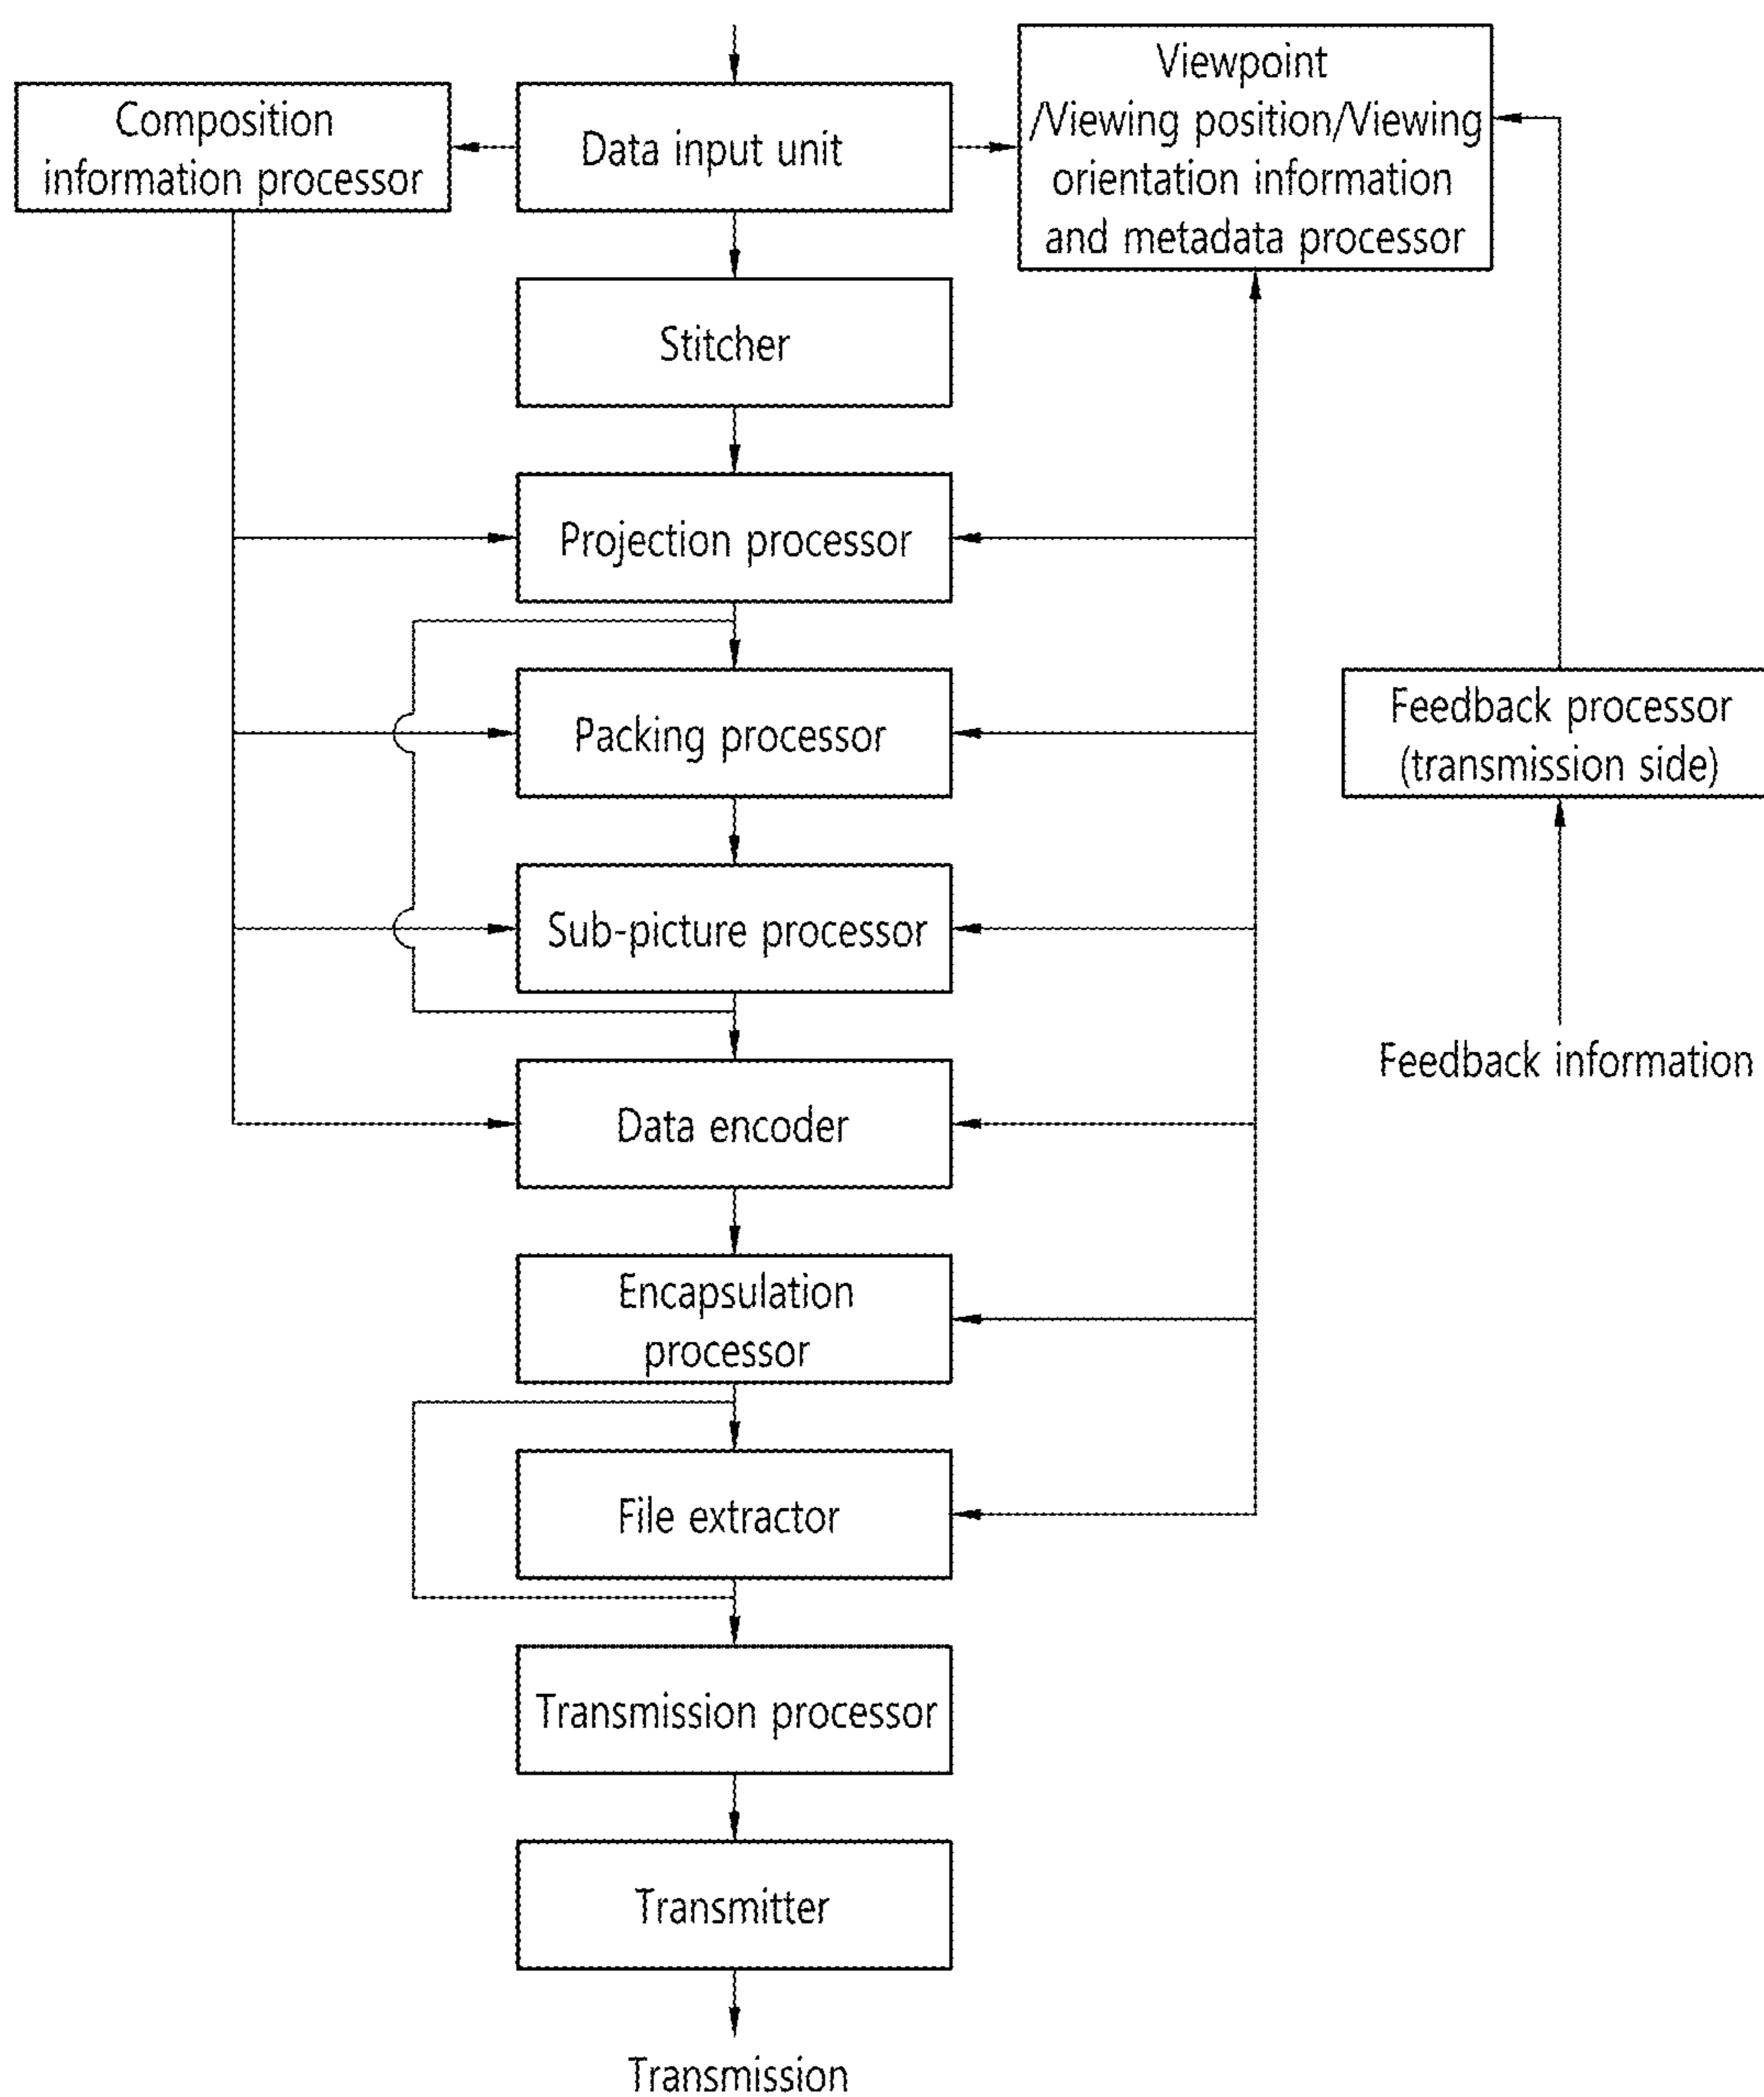 Composition
information processor
Data input unit
Viewpoint
/Viewing position/Viewing
orientation information
and metadata processor
Stitcher
Projection processor
Packing processor
Feedback processor
(transmission side)
Sub-picture processor
Feedback information
Data encoder
Encapsulation
processor
File extractor
Transmission processor
Transmitter
Transmission